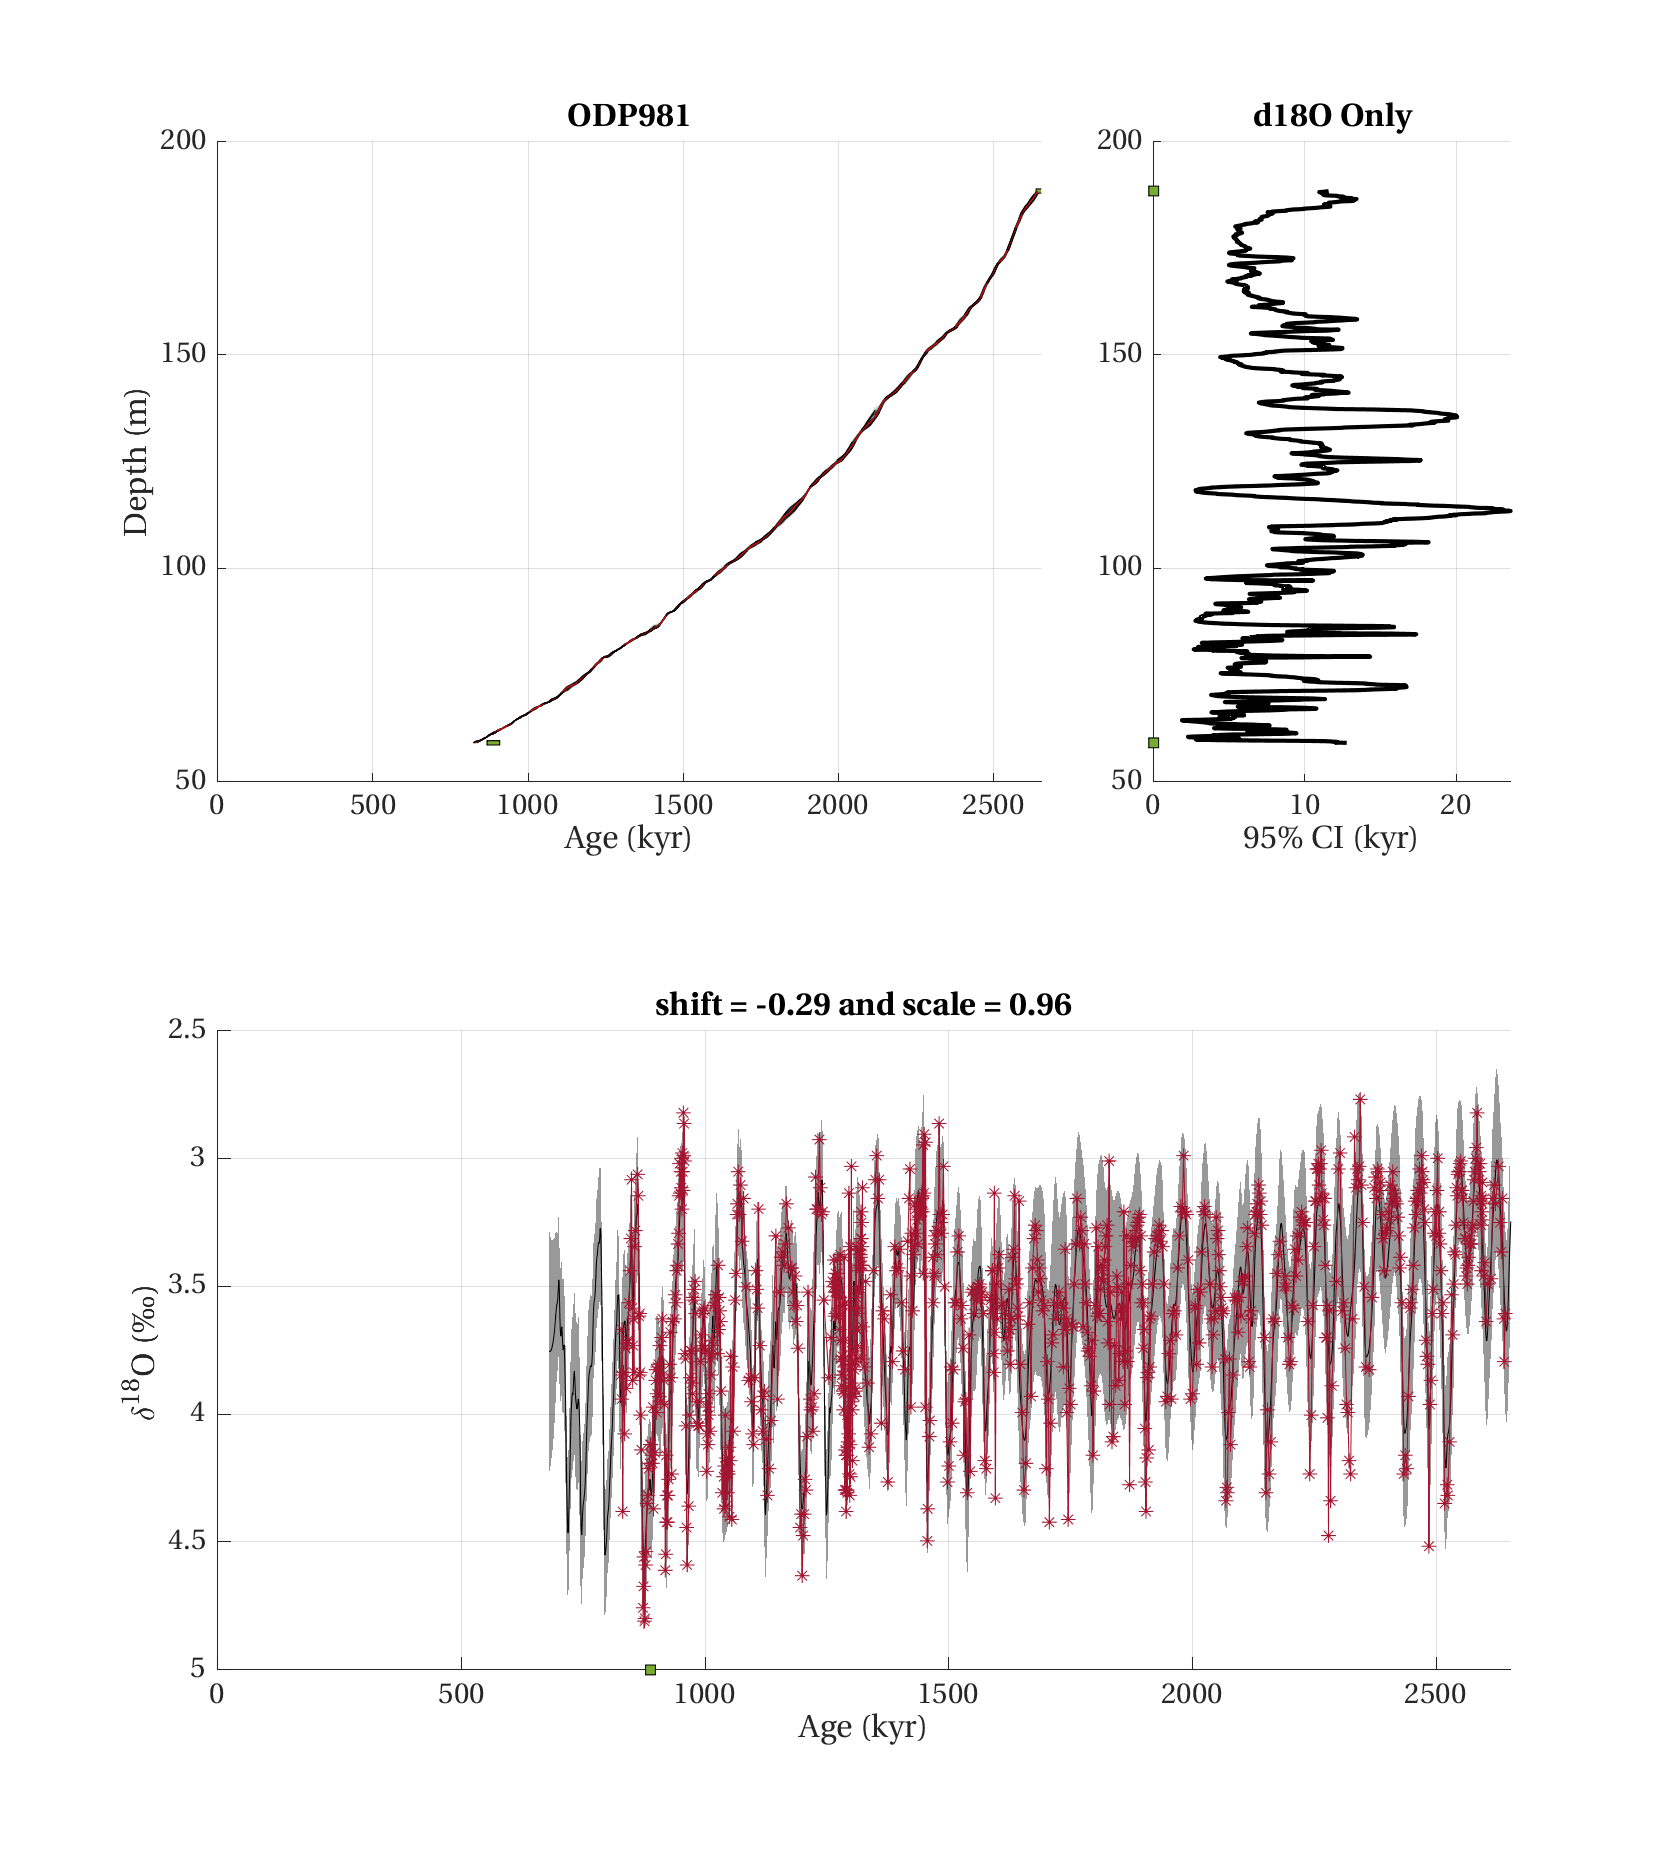 ODP981
d18O Only
200
150
100
50
Depth (m)
0 500 1000 1500 2000 2500
Age (kyr)
200
150
100
50
0 10 20
95% CI (kyr)
shift = -0.29 and scale = 0.96
2.5
3
3.5
4
4.5
5
δ18O (‰)
0 500 1000 1500 2000 2500
Age (kyr)